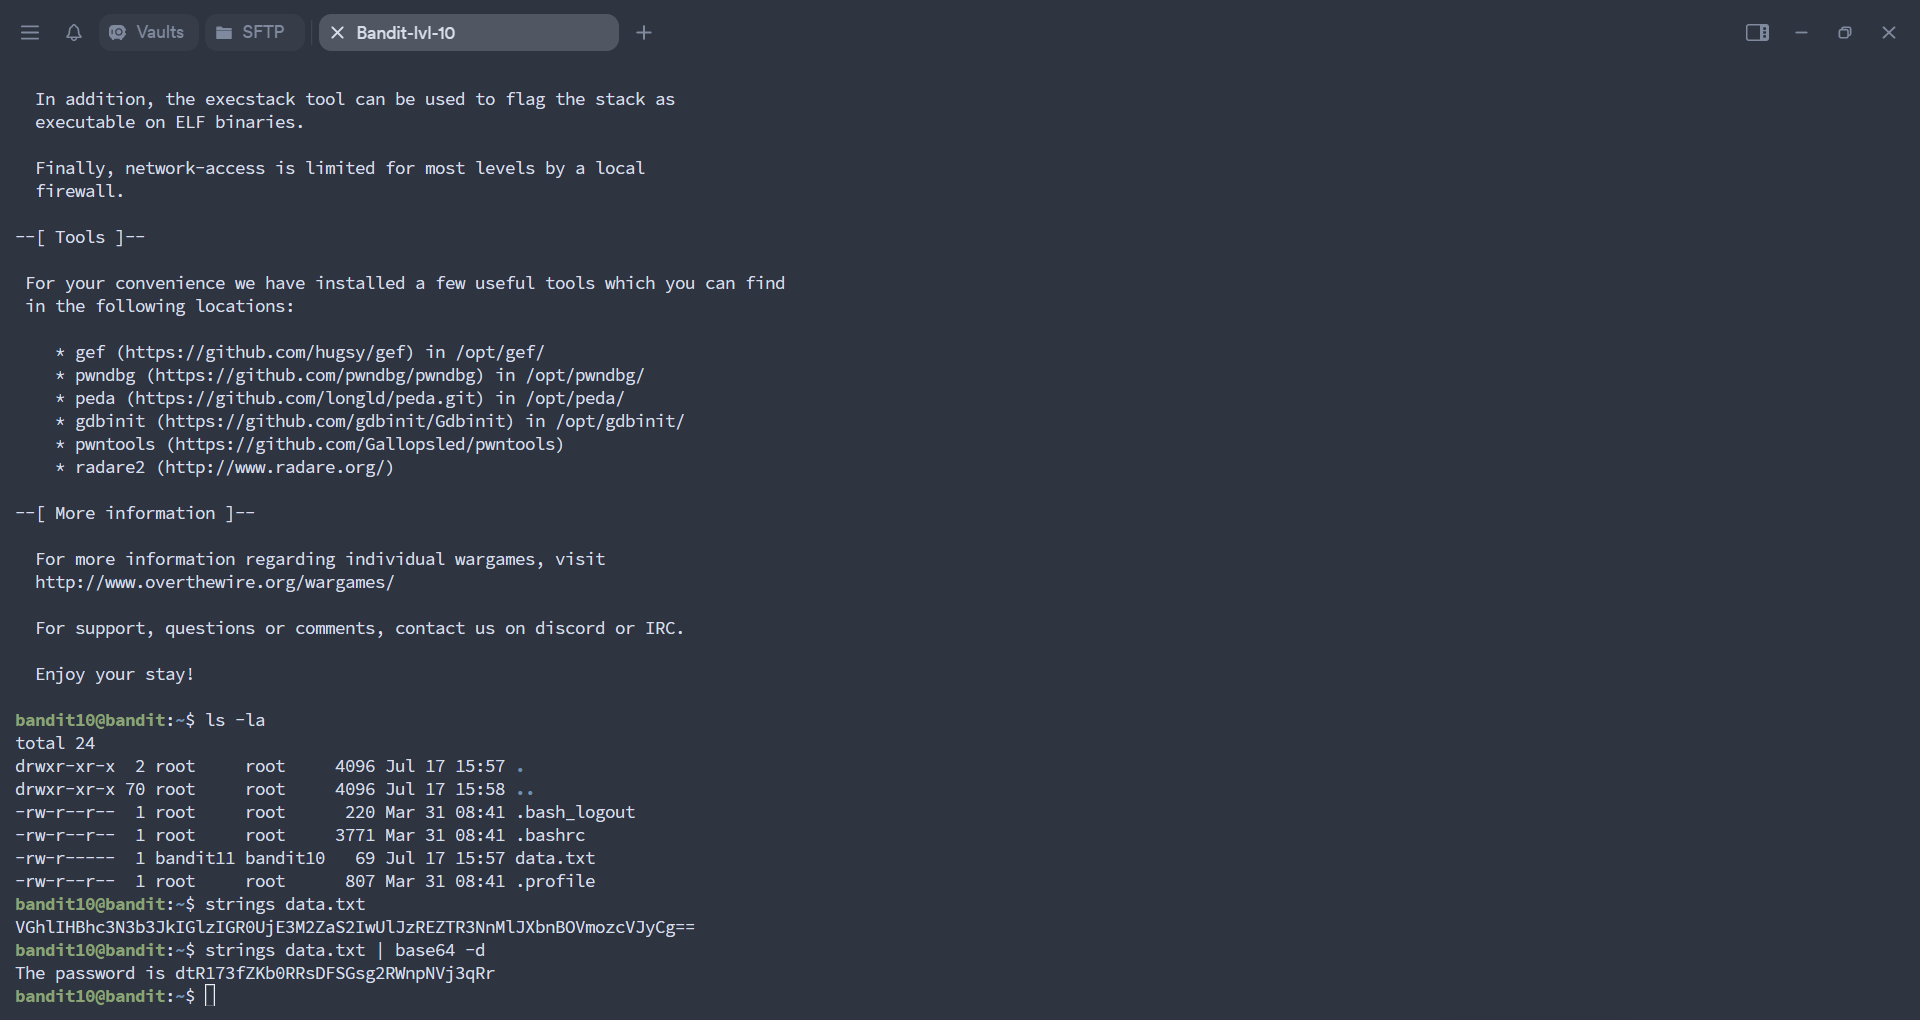 Vaults SFTP Bandit-lvl-10
In addition, the execstack tool can be used to flag the stack as
executable on ELF binaries.
Finally, network-access is limited for most levels by a local
firewall.
--[ Tools ]--
For your convenience we have installed a few useful tools which you can find
in the following locations:
* gef (https://github.com/hugsy/gef) in /opt/gef/
* pwndbg (https://github.com/pwndbg/pwndbg) in /opt/pwndbg/
* peda (https://github.com/longld/peda.git) in /opt/peda/
* gdbinit (https://github.com/gdbinit/Gdbinit) in /opt/gdbinit/
* pwntools (https://github.com/Gallopsled/pwntools)
* radare2 (http://www.radare.org/)
--[ More information ]--
For more information regarding individual wargames, visit
http://www.overthewire.org/wargames/
For support, questions or comments, contact us on discord or IRC.
Enjoy your stay!
bandit10@bandit:~$ ls -la
total 24
drwxr-xr-x  2 root     root     4096 Jul 17 15:57 .
drwxr-xr-x 70 root     root     4096 Jul 17 15:58 ..
-rw-r--r--  1 root     root      220 Mar 31 08:41 .bash_logout
-rw-r--r--  1 root     root     3771 Mar 31 08:41 .bashrc
-rw-r-----  1 bandit11 bandit10   69 Jul 17 15:57 data.txt
-rw-r--r--  1 root     root      807 Mar 31 08:41 .profile
bandit10@bandit:~$ strings data.txt
VGhlIHBhc3N3b3JkIGlzIGR0UjE3M2ZaS2IwUlJzREZTR3NnMlJXbnBOVmozcVJyCg==
bandit10@bandit:~$ strings data.txt | base64 -d
The password is dtR173fZKb0RRsDFSGsg2RWnpNVj3qRr
bandit10@bandit:~$